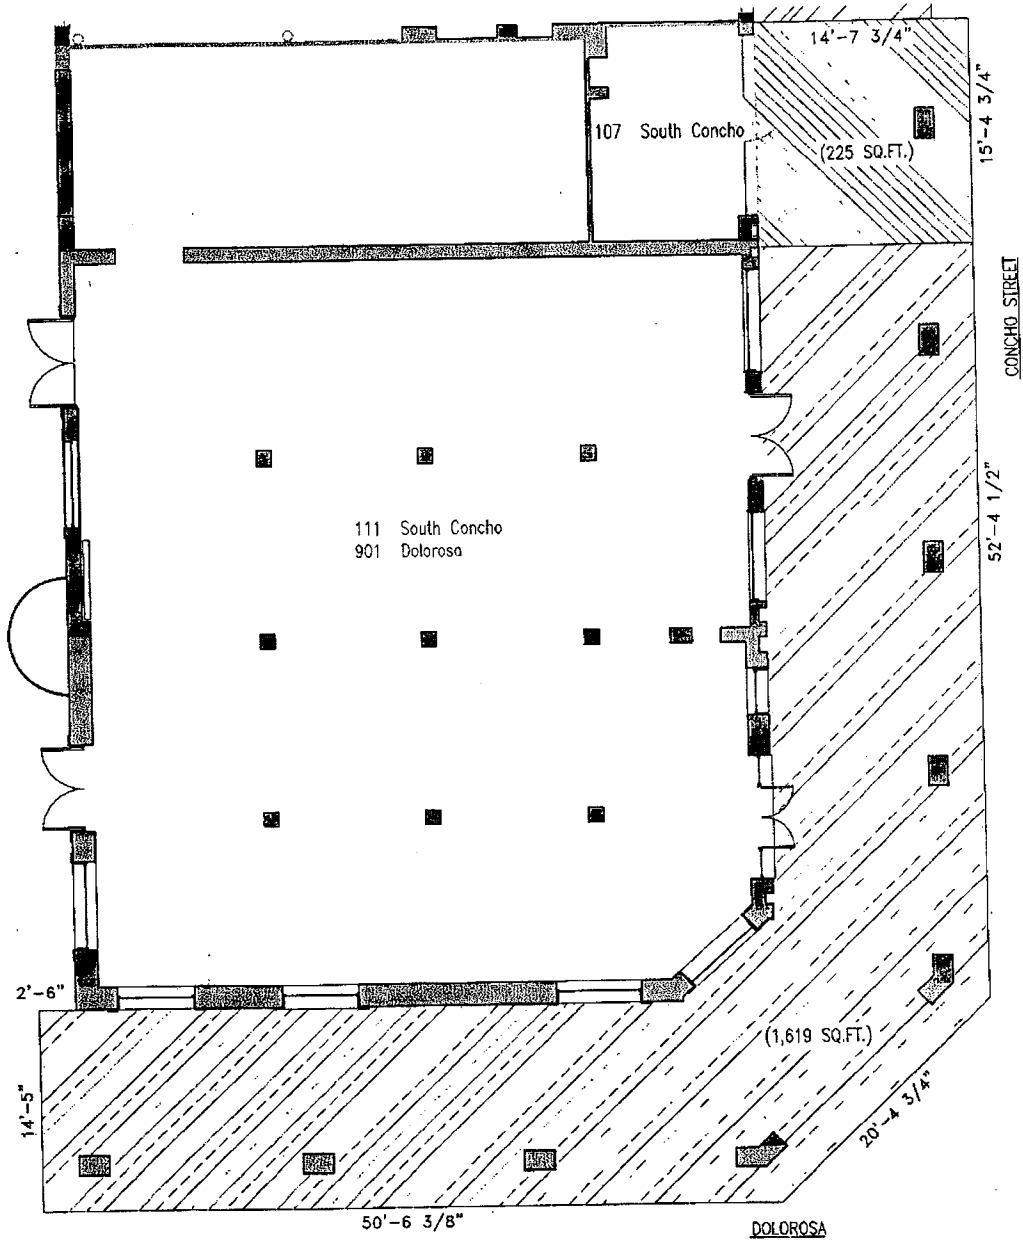 14'-7 3/4"
15'-4 3/4"
107 South Concho
(225 SQ.FT.)
CONCHO STREET
52'-4 1/2"
111 South Concho
901 Dolorosa
2'-6"
(1,619 SQ.FT.)
14'-5"
20'-4 3/4"
50'-6 3/8"
DOLOROSA